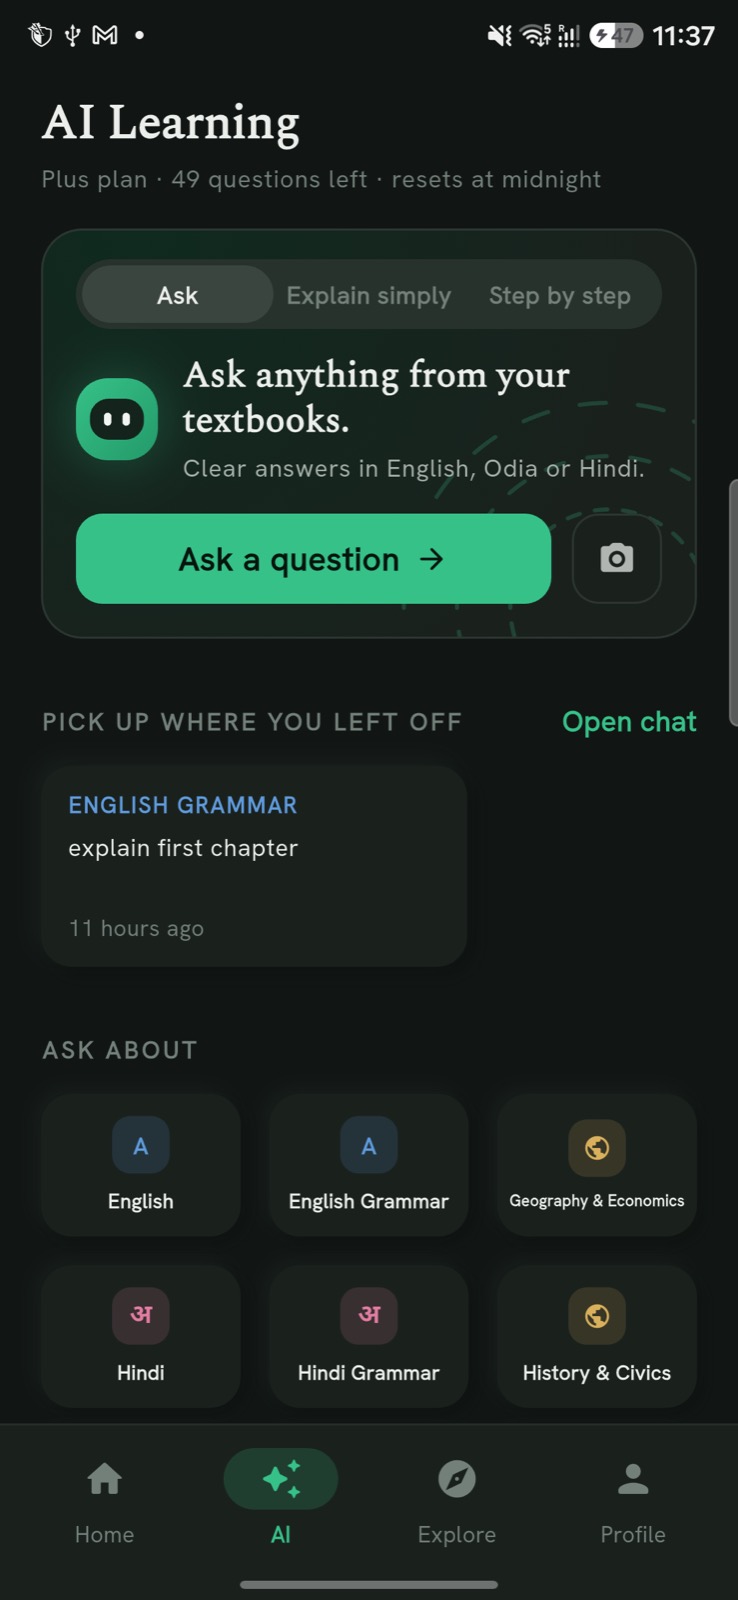 47 11:37
AI Learning
Plus plan · 49 questions left · resets at midnight
Ask Explain simply Step by step
Ask anything from your
textbooks.
Clear answers in English, Odia or Hindi.
Ask a question →
PICK UP WHERE YOU LEFT OFF Open chat
ENGLISH GRAMMAR
explain first chapter
11 hours ago
ASK ABOUT
A A
English English Grammar Geography & Economics
अ अ
Hindi Hindi Grammar History & Civics
Home AI Explore Profile